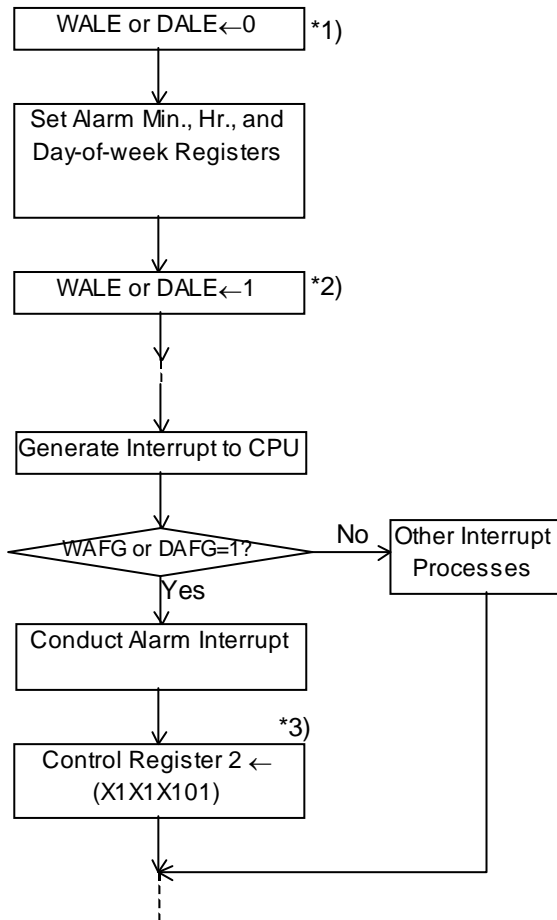 WALE or DALE←0
*1)
Set Alarm Min., Hr., and
Day-of-week Registers
WALE or DALE←1
*2)
Generate Interrupt to CPU
WAFG or DAFG=1?
No
Other Interrupt
Processes
Yes
Conduct Alarm Interrupt
*3)
Control Register 2 ←
(X1X1X101)